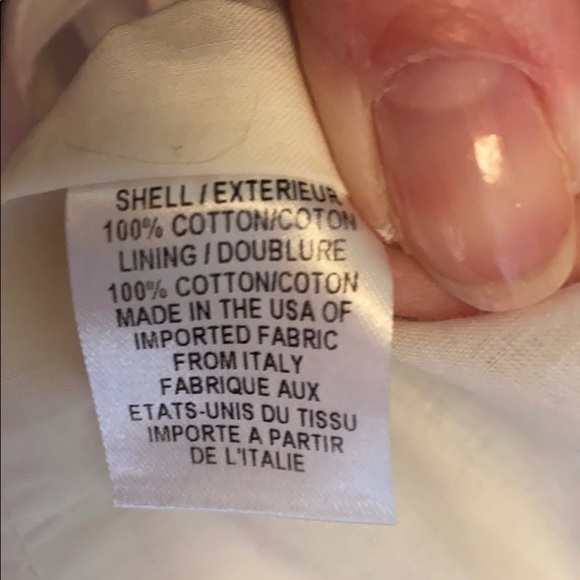 SHELL / EXTERIEUR
100% COTTON/COTON
LINING / DOUBLURE
100% COTTON/COTON
MADE IN THE USA OF
IMPORTED FABRIC
FROM ITALY
FABRIQUE AUX
ETATS-UNIS DU TISSU
IMPORTE A PARTIR
DE L'ITALIE